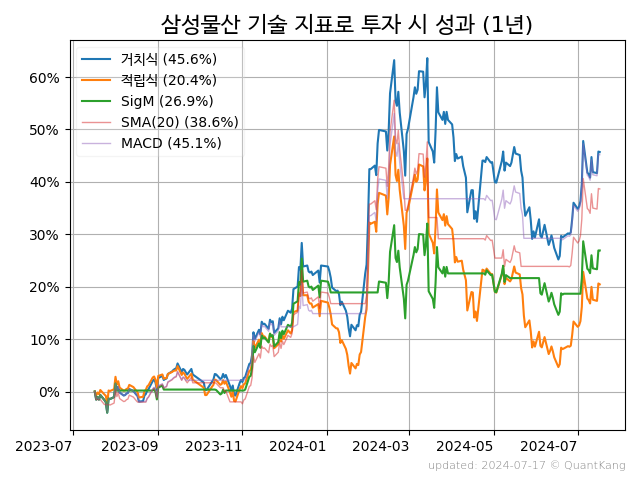 삼성물산 기술 지표로 투자 시 성과 (1년)
거치식 (45.6%)
적립식 (20.4%)
SigM (26.9%)
SMA(20) (38.6%)
MACD (45.1%)
60%
50%
40%
30%
20%
10%
0%
2023-07 2023-09 2023-11 2024-01 2024-03 2024-05 2024-07
updated: 2024-07-17 © QuantKang